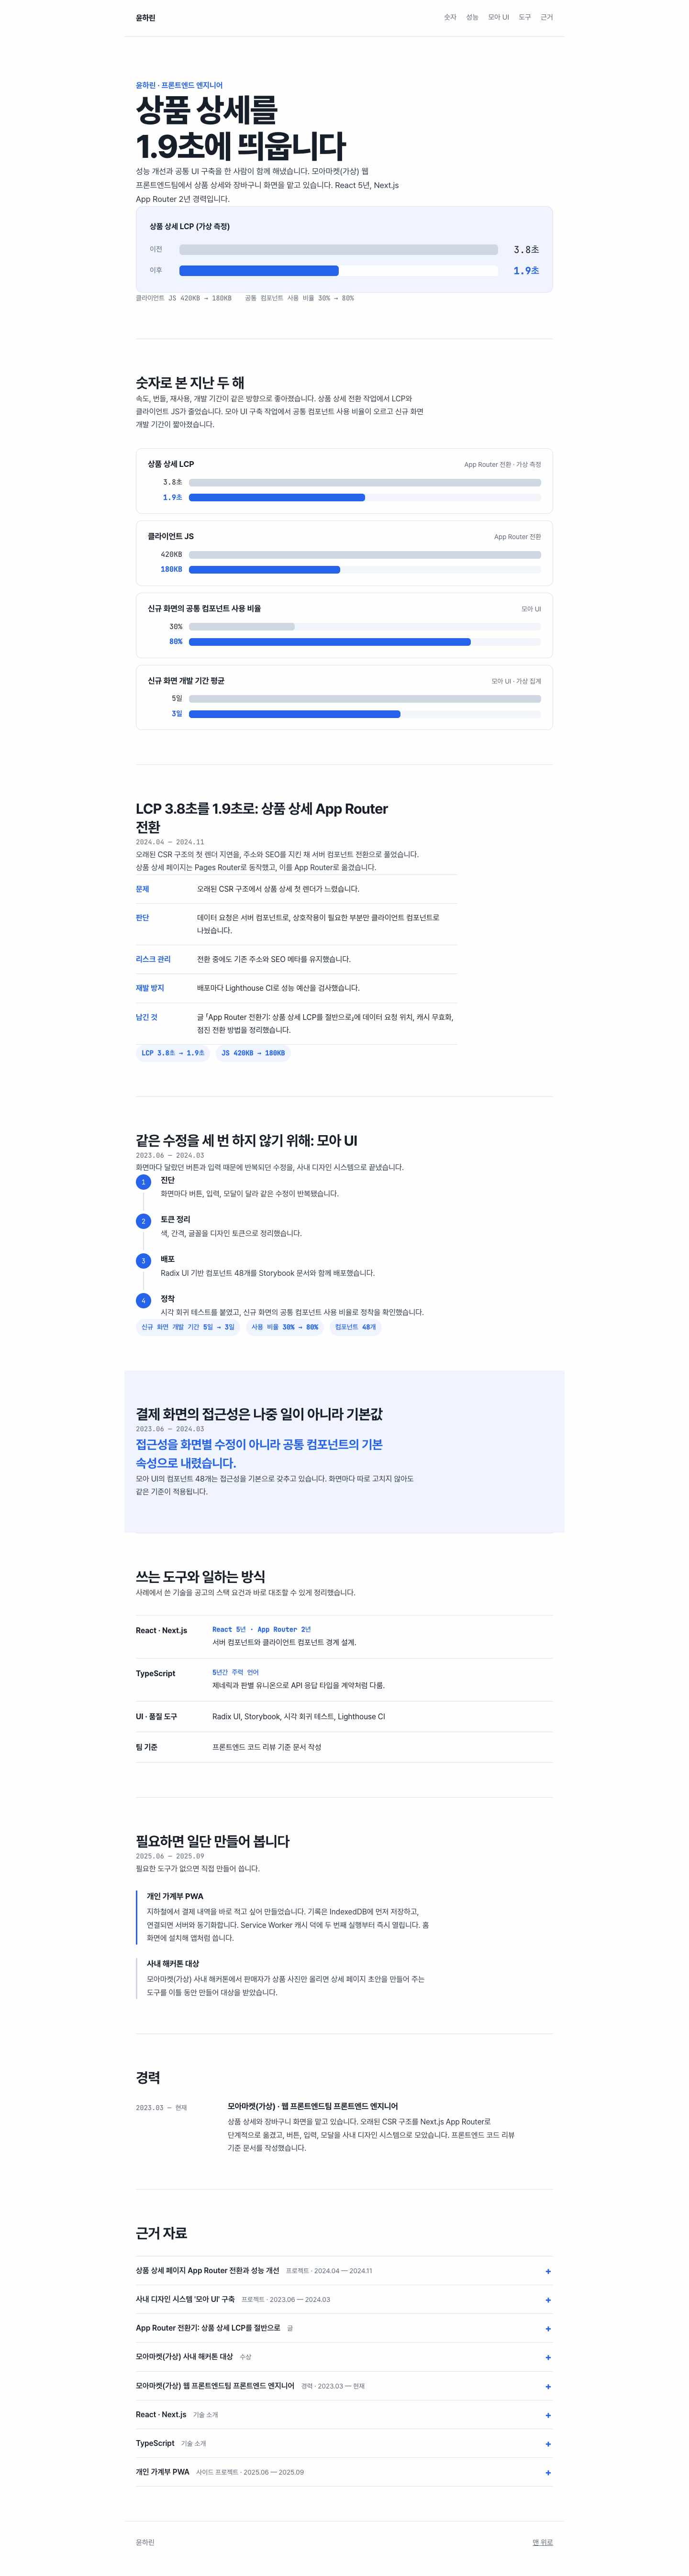 윤하린
숫자 성능 모아 UI 도구 근거
윤하린 · 프론트엔드 엔지니어
상품 상세를
1.9초에 띄웁니다
성능 개선과 공통 UI 구축을 한 사람이 함께 해냈습니다. 모아마켓(가상) 웹
프론트엔드팀에서 상품 상세와 장바구니 화면을 맡고 있습니다. React 5년, Next.js
App Router 2년 경력입니다.
상품 상세 LCP (가상 측정)
이전 3.8초
이후 1.9초
클라이언트 JS 420KB → 180KB 공통 컴포넌트 사용 비율 30% → 80%
숫자로 본 지난 두 해
속도, 번들, 재사용, 개발 기간이 같은 방향으로 좋아졌습니다. 상품 상세 전환 작업에서 LCP와
클라이언트 JS가 줄었습니다. 모아 UI 구축 작업에서 공통 컴포넌트 사용 비율이 오르고 신규 화면
개발 기간이 짧아졌습니다.
상품 상세 LCP App Router 전환 · 가상 측정
3.8초
1.9초
클라이언트 JS App Router 전환
420KB
180KB
신규 화면의 공통 컴포넌트 사용 비율 모아 UI
30%
80%
신규 화면 개발 기간 평균 모아 UI · 가상 집계
5일
3일
LCP 3.8초를 1.9초로: 상품 상세 App Router
전환
2024.04 — 2024.11
오래된 CSR 구조의 첫 렌더 지연을, 주소와 SEO를 지킨 채 서버 컴포넌트 전환으로 풀었습니다.
상품 상세 페이지는 Pages Router로 동작했고, 이를 App Router로 옮겼습니다.
문제 오래된 CSR 구조에서 상품 상세 첫 렌더가 느렸습니다.
판단 데이터 요청은 서버 컴포넌트로, 상호작용이 필요한 부분만 클라이언트 컴포넌트로
나눴습니다.
리스크 관리 전환 중에도 기존 주소와 SEO 메타를 유지했습니다.
재발 방지 배포마다 Lighthouse CI로 성능 예산을 검사했습니다.
남긴 것 글 「App Router 전환기: 상품 상세 LCP를 절반으로」에 데이터 요청 위치, 캐시 무효화,
점진 전환 방법을 정리했습니다.
LCP 3.8초 → 1.9초 JS 420KB → 180KB
같은 수정을 세 번 하지 않기 위해: 모아 UI
2023.06 — 2024.03
화면마다 달랐던 버튼과 입력 때문에 반복되던 수정을, 사내 디자인 시스템으로 끝냈습니다.
1 진단
화면마다 버튼, 입력, 모달이 달라 같은 수정이 반복됐습니다.
2 토큰 정리
색, 간격, 글꼴을 디자인 토큰으로 정리했습니다.
3 배포
Radix UI 기반 컴포넌트 48개를 Storybook 문서와 함께 배포했습니다.
4 정착
시각 회귀 테스트를 붙였고, 신규 화면의 공통 컴포넌트 사용 비율로 정착을 확인했습니다.
신규 화면 개발 기간 5일 → 3일 사용 비율 30% → 80% 컴포넌트 48개
결제 화면의 접근성은 나중 일이 아니라 기본값
2023.06 — 2024.03
접근성을 화면별 수정이 아니라 공통 컴포넌트의 기본
속성으로 내렸습니다.
모아 UI의 컴포넌트 48개는 접근성을 기본으로 갖추고 있습니다. 화면마다 따로 고치지 않아도
같은 기준이 적용됩니다.
쓰는 도구와 일하는 방식
사례에서 쓴 기술을 공고의 스택 요건과 바로 대조할 수 있게 정리했습니다.
React · Next.js React 5년 · App Router 2년
서버 컴포넌트와 클라이언트 컴포넌트 경계 설계.
TypeScript 5년간 주력 언어
제네릭과 판별 유니온으로 API 응답 타입을 계약처럼 다룸.
UI · 품질 도구 Radix UI, Storybook, 시각 회귀 테스트, Lighthouse CI
팀 기준 프론트엔드 코드 리뷰 기준 문서 작성
필요하면 일단 만들어 봅니다
2025.06 — 2025.09
필요한 도구가 없으면 직접 만들어 씁니다.
개인 가계부 PWA
지하철에서 결제 내역을 바로 적고 싶어 만들었습니다. 기록은 IndexedDB에 먼저 저장하고,
연결되면 서버와 동기화합니다. Service Worker 캐시 덕에 두 번째 실행부터 즉시 열립니다. 홈
화면에 설치해 앱처럼 씁니다.
사내 해커톤 대상
모아마켓(가상) 사내 해커톤에서 판매자가 상품 사진만 올리면 상세 페이지 초안을 만들어 주는
도구를 이틀 동안 만들어 대상을 받았습니다.
경력
2023.03 — 현재 모아마켓(가상) · 웹 프론트엔드팀 프론트엔드 엔지니어
상품 상세와 장바구니 화면을 맡고 있습니다. 오래된 CSR 구조를 Next.js App Router로
단계적으로 옮겼고, 버튼, 입력, 모달을 사내 디자인 시스템으로 모았습니다. 프론트엔드 코드 리뷰
기준 문서를 작성했습니다.
근거 자료
상품 상세 페이지 App Router 전환과 성능 개선 프로젝트 · 2024.04 — 2024.11 +
사내 디자인 시스템 '모아 UI' 구축 프로젝트 · 2023.06 — 2024.03 +
App Router 전환기: 상품 상세 LCP를 절반으로 글 +
모아마켓(가상) 사내 해커톤 대상 수상 +
모아마켓(가상) 웹 프론트엔드팀 프론트엔드 엔지니어 경력 · 2023.03 — 현재 +
React · Next.js 기술 소개 +
TypeScript 기술 소개 +
개인 가계부 PWA 사이드 프로젝트 · 2025.06 — 2025.09 +
윤하린 맨 위로